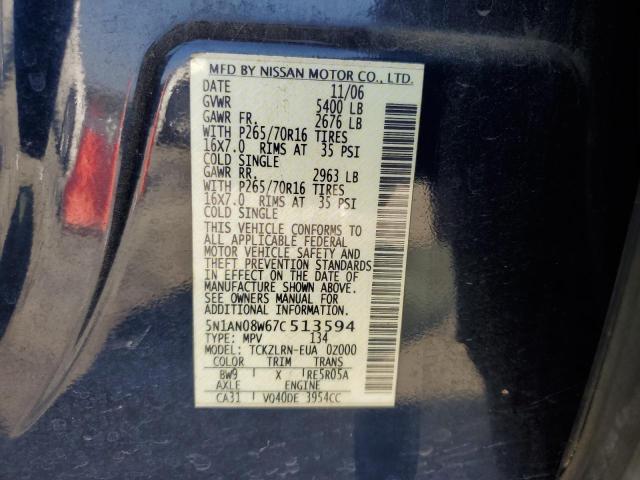 MFD BY NISSAN MOTOR CO., LTD.
DATE 11/06
GVWR 5400 LB
GAWR FR. 2676 LB
WITH P265/70R16 TIRES
16X7.0 RIMS AT 35 PSI
COLD SINGLE
GAWR RR. 2963 LB
WITH P265/70R16 TIRES
16X7.0 RIMS AT 35 PSI
COLD SINGLE
THIS VEHICLE CONFORMS TO
ALL APPLICABLE FEDERAL
MOTOR VEHICLE SAFETY AND
THEFT PREVENTION STANDARDS
IN EFFECT ON THE DATE OF
MANUFACTURE SHOWN ABOVE.
SEE OWNERS MANUAL FOR
ADDITIONAL INFORMATION.
5N1AN08W67C513594
TYPE: MPV 134
MODEL: TCKZLRN-EUA 0Z000
COLOR TRIM TRANS
BW9 X RE5R05A
AXLE ENGINE
CA31 VQ40DE 3954CC